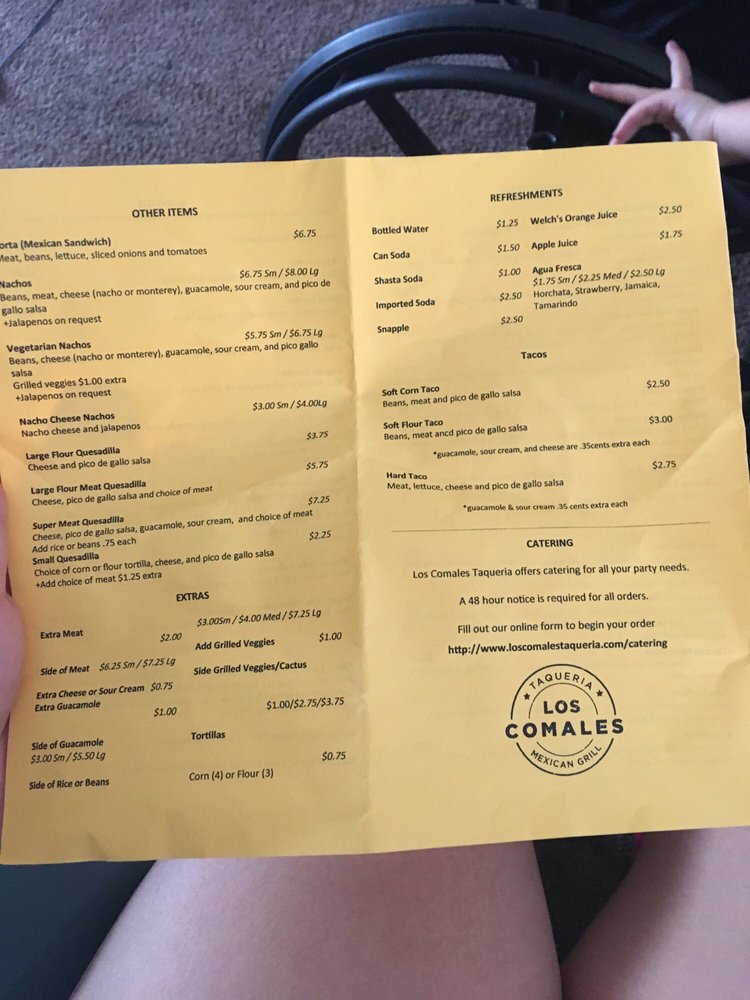 OTHER ITEMS
orta (Mexican Sandwich) $6.75
Meat, beans, lettuce, sliced onions and tomatoes
Nachos $6.75 Sm / $8.00 Lg
Beans, meat, cheese (nacho or monterey), guacamole, sour cream, and pico de
gallo salsa
+Jalapenos on request
Vegetarian Nachos $5.75 Sm / $6.75 Lg
Beans, cheese (nacho or monterey), guacamole, sour cream, and pico gallo
salsa
Grilled veggies $1.00 extra
+Jalapenos on request
Nacho Cheese Nachos $3.00 Sm / $4.00Lg
Nacho cheese and jalapenos
Large Flour Quesadilla $3.75
Cheese and pico de gallo salsa
Large Flour Meat Quesadilla $5.75
Cheese, pico de gallo salsa and choice of meat
Super Meat Quesadilla $7.25
Cheese, pico de gallo salsa, guacamole, sour cream, and choice of meat
Add rice or beans .75 each
Small Quesadilla $2.25
Choice of corn or flour tortilla, cheese, and pico de gallo salsa
+Add choice of meat $1.25 extra
EXTRAS
Extra Meat $2.00
Side of Meat $6.25 Sm / $7.25 Lg
Extra Cheese or Sour Cream $0.75
Extra Guacamole $1.00
Side of Guacamole
$3.00 Sm / $5.50 Lg
Side of Rice or Beans
$3.00Sm / $4.00 Med / $7.25 Lg
Add Grilled Veggies $1.00
Side Grilled Veggies/Cactus
$1.00/$2.75/$3.75
Tortillas
$0.75
Corn (4) or Flour (3)
REFRESHMENTS
Bottled Water $1.25
Can Soda $1.50
Shasta Soda $1.00
Imported Soda $2.50
Snapple $2.50
Welch's Orange Juice $2.50
Apple Juice $1.75
Agua Fresca
$1.75 Sm / $2.25 Med / $2.50 Lg
Horchata, Strawberry, Jamaica,
Tamarindo
Tacos
Soft Corn Taco $2.50
Beans, meat and pico de gallo salsa
Soft Flour Taco $3.00
Beans, meat ancd pico de gallo salsa
*guacamole, sour cream, and cheese are .35cents extra each
Hard Taco $2.75
Meat, lettuce, cheese and pico de gallo salsa
*guacamole & sour cream .35 cents extra each
CATERING
Los Comales Taqueria offers catering for all your party needs.
A 48 hour notice is required for all orders.
Fill out our online form to begin your order
http://www.loscomalestaqueria.com/catering
TAQUERIA
LOS
COMALES
MEXICAN GRILL